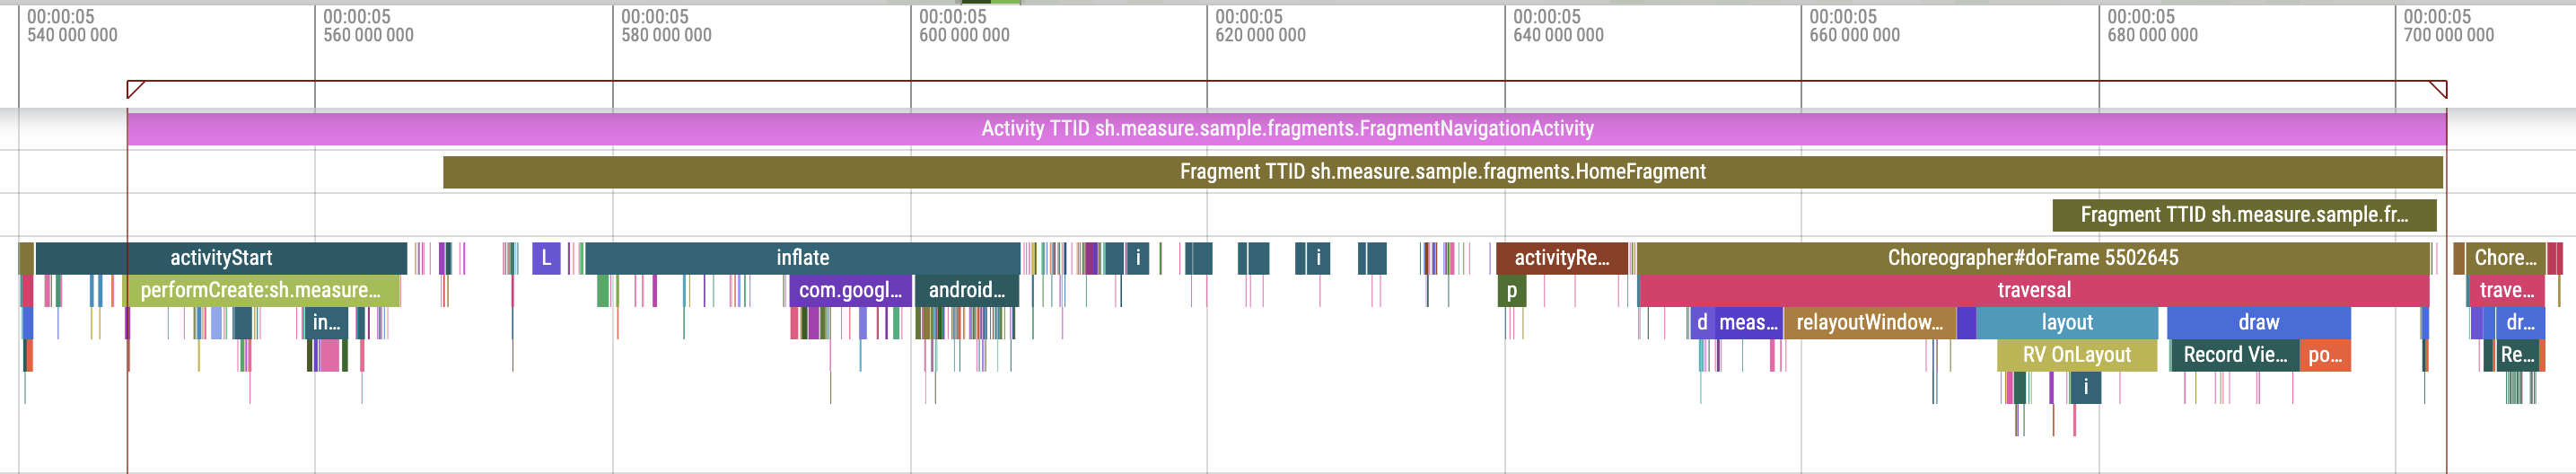 00:00:05 00:00:05 00:00:05 00:00:05 00:00:05 00:00:05 00:00:05 00:00:05 00:00:05
540 000 000 560 000 000 580 000 000 600 000 000 620 000 000 640 000 000 660 000 000 680 000 000 700 000 000
Activity TTID sh.measure.sample.fragments.FragmentNavigationActivity
Fragment TTID sh.measure.sample.fragments.HomeFragment
Fragment TTID sh.measure.sample.fr...
activityStart L inflate i i activityRe... Choreographer#doFrame 5502645 Chore...
performCreate:sh.measure... com.googl... android... p traversal trave...
in... d meas... relayoutWindow... layout draw dr...
RV OnLayout Record Vie... po... Re...
i